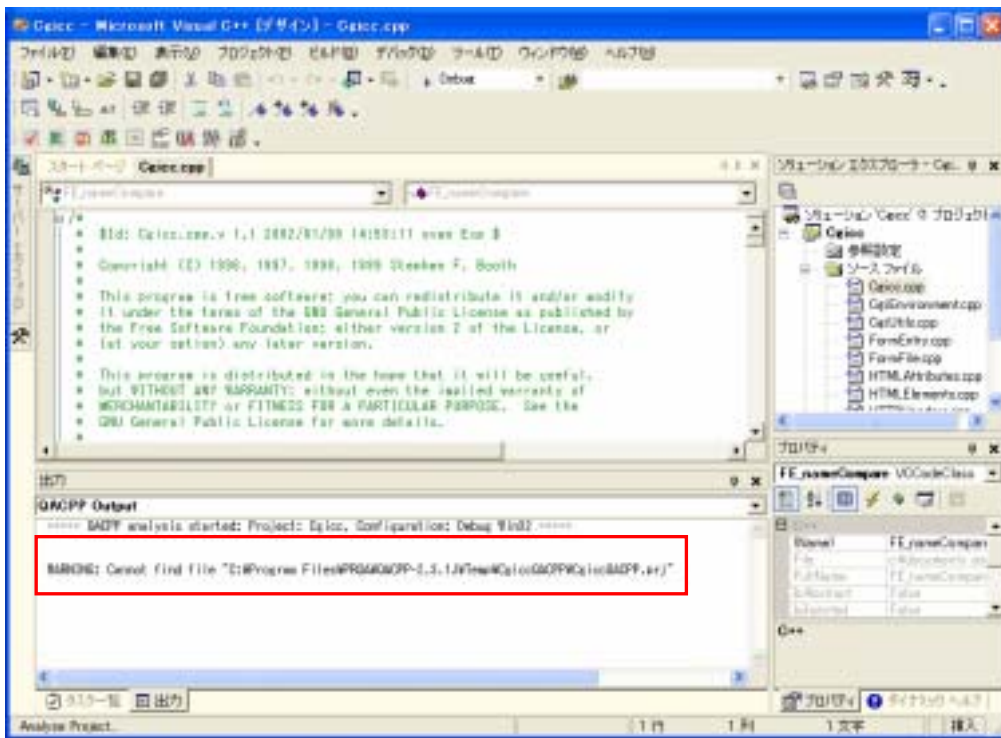 Cgicc - Microsoft Visual C++ [デザイン] - Cgicc.cpp
ファイル(F) 編集(E) 表示(V) プロジェクト(P) ビルド(B) デバッグ(D) ツール(T) ウィンドウ(W) ヘルプ(H)
Debug
スタート ページ Cgicc.cpp
FE_nameCompare FE_nameCompare
/*
* $Id: Cgicc.cpp,v 1.1
* Copyright (C) 1996, 1997, 1998, 1999 Stephen F. Booth
*
* This program is free software; you can redistribute it and/or modify
* it under the terms of the GNU General Public License as published by
* the Free Software Foundation; either version 2 of the License, or
* (at your option) any later version.
*
* This program is distributed in the hope that it will be useful,
* but WITHOUT ANY WARRANTY; without even the implied warranty of
* MERCHANTABILITY or FITNESS FOR A PARTICULAR PURPOSE. See the
* GNU General Public License for more details.
*
出力
QACPP Output
----- QACPP analysis started: Project: Cgicc, Configuration: Debug Win32 -----
WARNING: Cannot find file "C:¥Program Files¥PRQA¥QACPP-2.3.1J¥Temp¥CgiccQACPP¥CgiccQACPP.prj"
タスク一覧 出力
Analyse Project.
1 行 1 列 1 文字 挿入
ソリューション エクスプローラ - Cgi...
ソリューション 'Cgicc' (
Cgicc
参照設定
ソース ファイル
Cgicc.cpp
CgiEnvironment.cpp
CgiUtils.cpp
FormEntry.cpp
FormFile.cpp
HTMLAttributes.cpp
HTMLElements.cpp
プロパティ
FE_nameCompare VCCodeClass
C++
(Name) FE_nameCompare
File
FullName FE_nameCompare
IsAbstract False
IsInjected False
C++
プロパティ ダイナミック ヘルプ